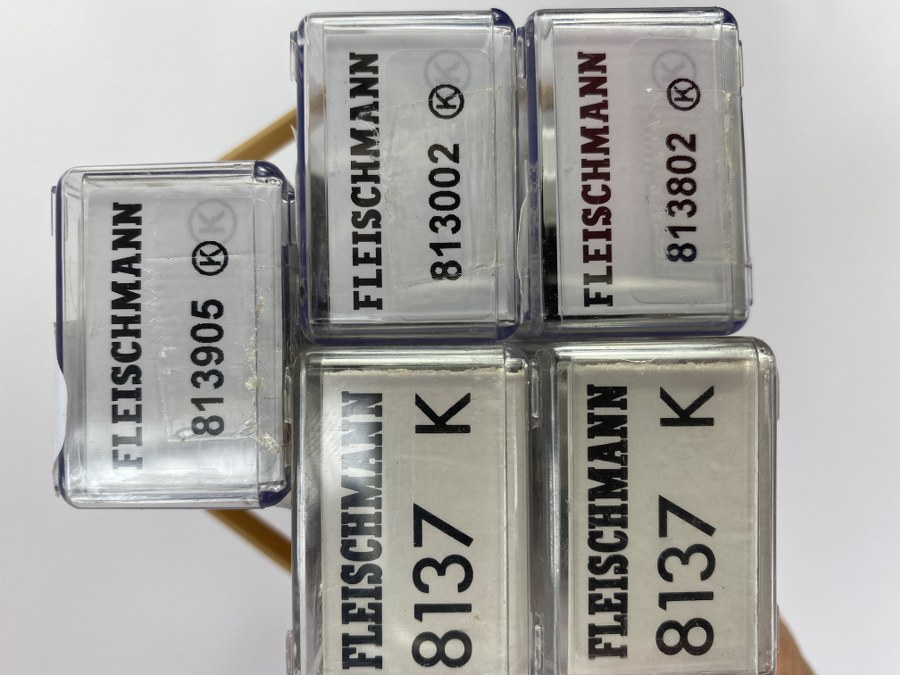 FLEISCHMANN
813905 Ⓚ
FLEISCHMANN
813002 Ⓚ
FLEISCHMANN
813802 Ⓚ
FLEISCHMANN
8137 K
FLEISCHMANN
8137 K